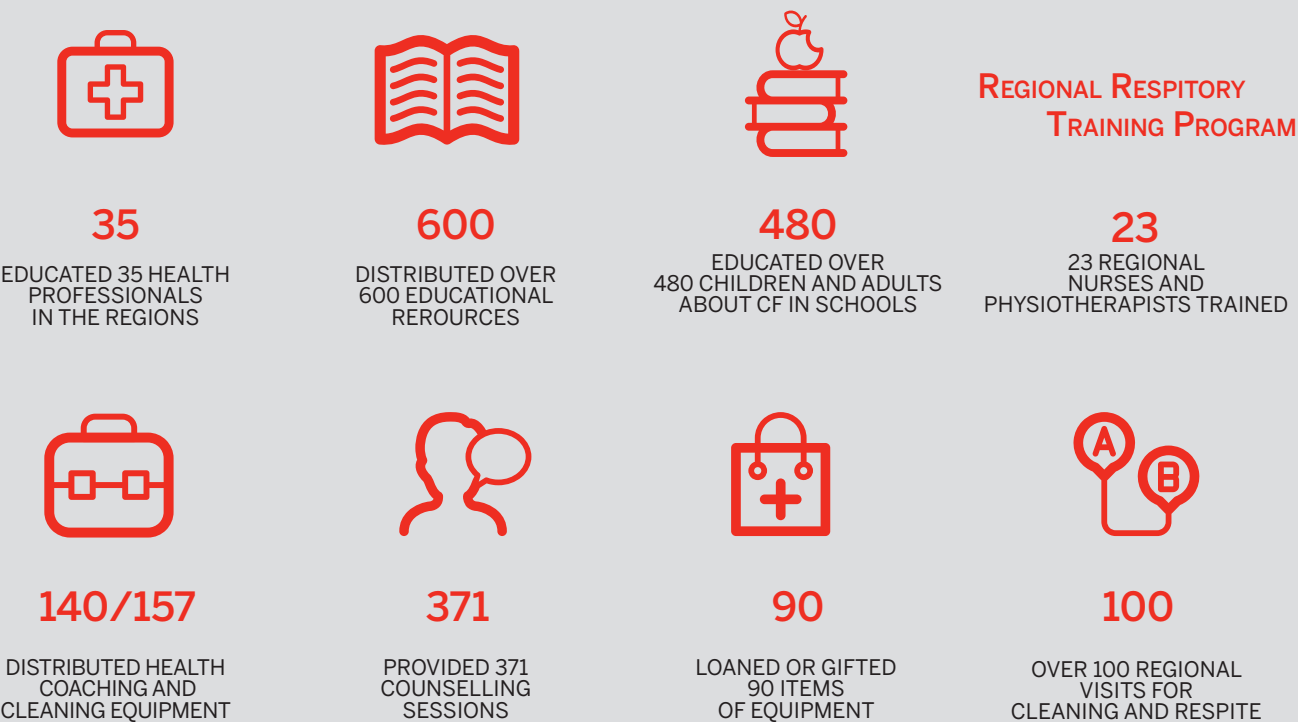 REGIONAL RESPITORY
TRAINING PROGRAM
35
EDUCATED 35 HEALTH
PROFESSIONALS
IN THE REGIONS
600
DISTRIBUTED OVER
600 EDUCATIONAL
REROURCES
480
EDUCATED OVER
480 CHILDREN AND ADULTS
ABOUT CF IN SCHOOLS
23
23 REGIONAL
NURSES AND
PHYSIOTHERAPISTS TRAINED
A
B
140/157
DISTRIBUTED HEALTH
COACHING AND
CLEANING EQUIPMENT
371
PROVIDED 371
COUNSELLING
SESSIONS
90
LOANED OR GIFTED
90 ITEMS
OF EQUIPMENT
100
OVER 100 REGIONAL
VISITS FOR
CLEANING AND RESPITE